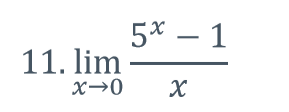 11. lim x→0 (5^x − 1)/x